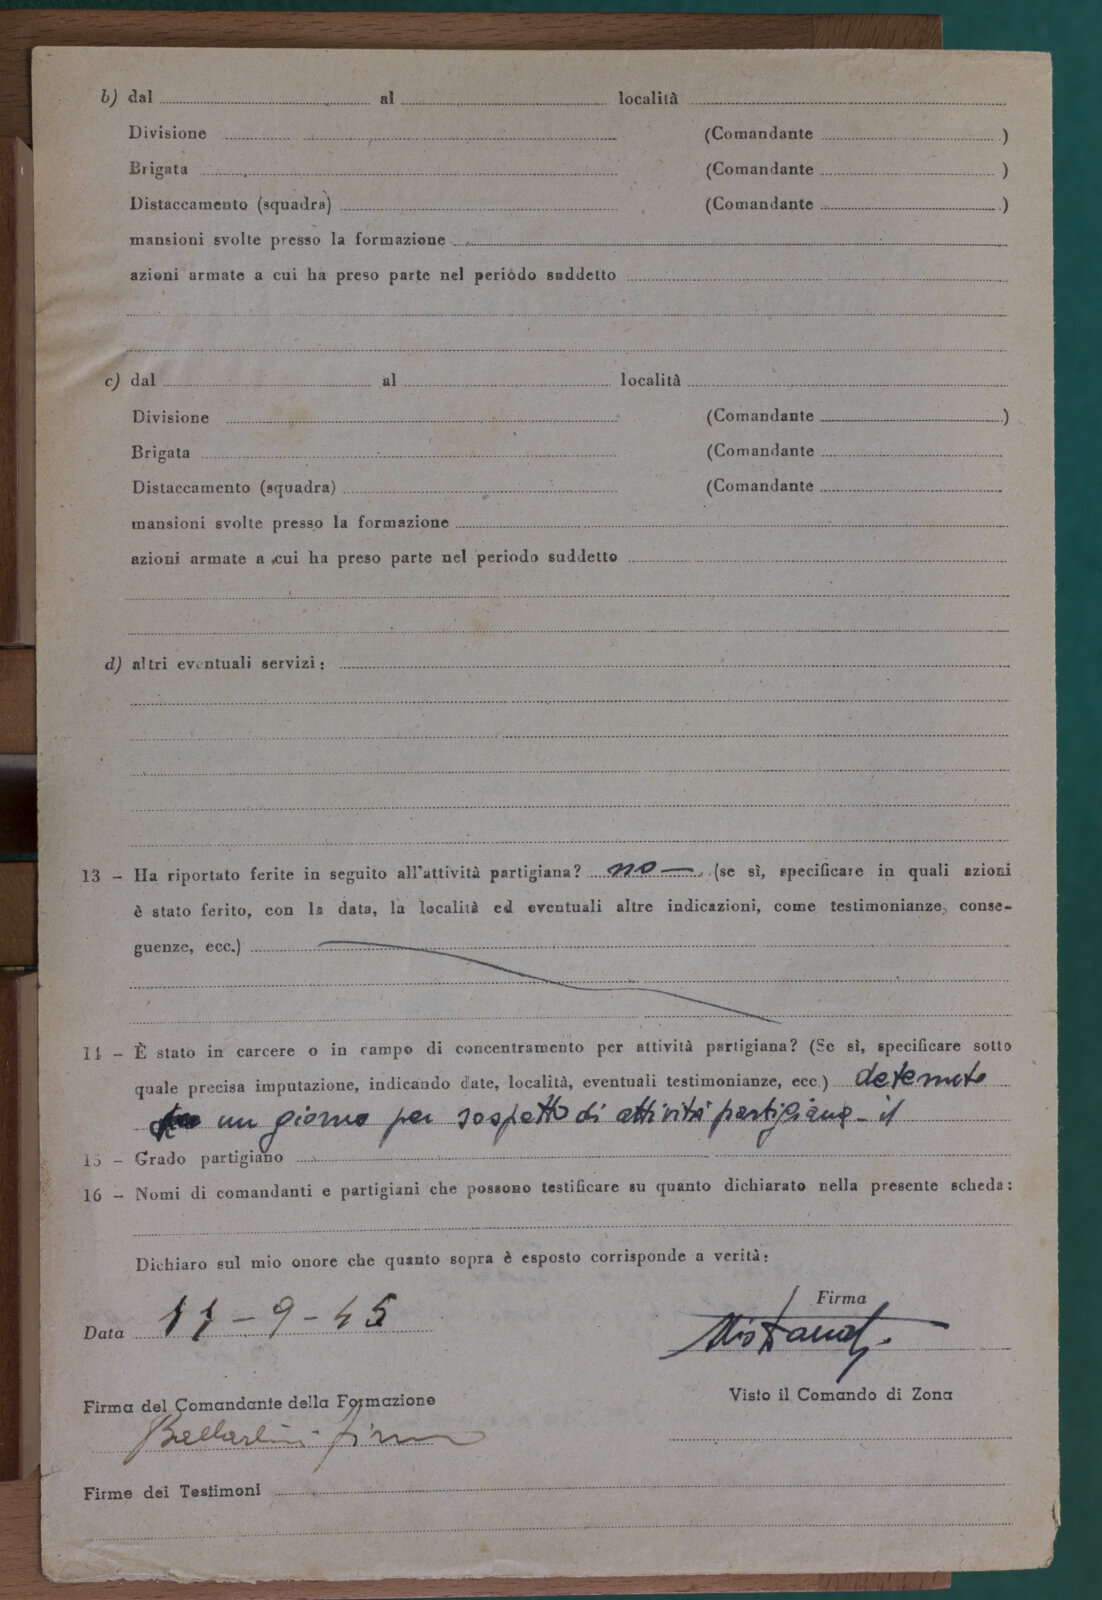 b) dal al località
Divisione (Comandante )
Brigata (Comandante )
Distaccamento (squadra) (Comandante )
mansioni svolte presso la formazione
azioni armate a cui ha preso parte nel periodo suddetto
c) dal al località
Divisione (Comandante )
Brigata (Comandante
Distaccamento (squadra) (Comandante
mansioni svolte presso la formazione
azioni armate a cui ha preso parte nel periodo suddetto
d) altri eventuali servizi:
13 – Ha riportato ferite in seguito all'attività partigiana? no — (se sì, specificare in quali azioni
è stato ferito, con la data, la località ed eventuali altre indicazioni, come testimonianze, conse-
guenze, ecc.)
14 – È stato in carcere o in campo di concentramento per attività partigiana? (Se sì, specificare sotto
quale precisa imputazione, indicando date, località, eventuali testimonianze, ecc.) detenuto
un giorno per sospetto di attività partigiana - il
15 – Grado partigiano
16 – Nomi di comandanti e partigiani che possono testificare su quanto dichiarato nella presente scheda:
Dichiaro sul mio onore che quanto sopra è esposto corrisponde a verità:
Firma
Data 11-9-45
Firma del Comandante della Formazione Visto il Comando di Zona
Firme dei Testimoni